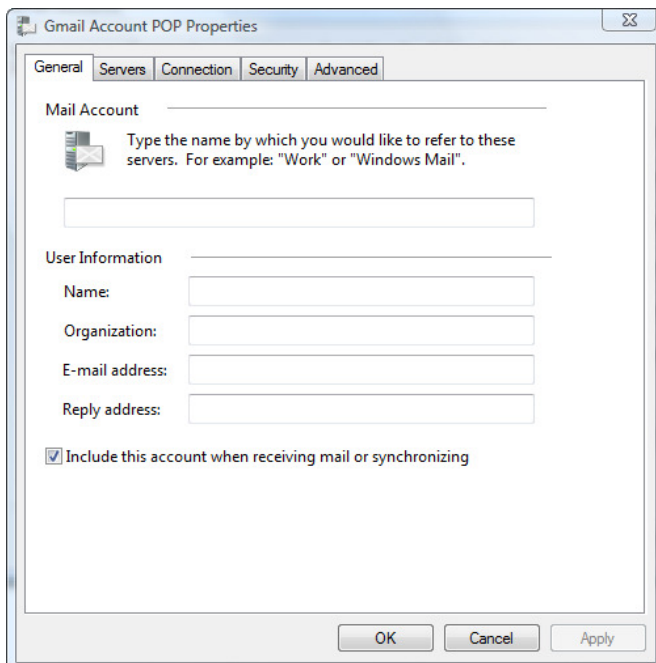 Gmail Account POP Properties
General Servers Connection Security Advanced
Mail Account
Type the name by which you would like to refer to these
servers. For example: "Work" or "Windows Mail".
User Information
Name:
Organization:
E-mail address:
Reply address:
Include this account when receiving mail or synchronizing
OK Cancel Apply